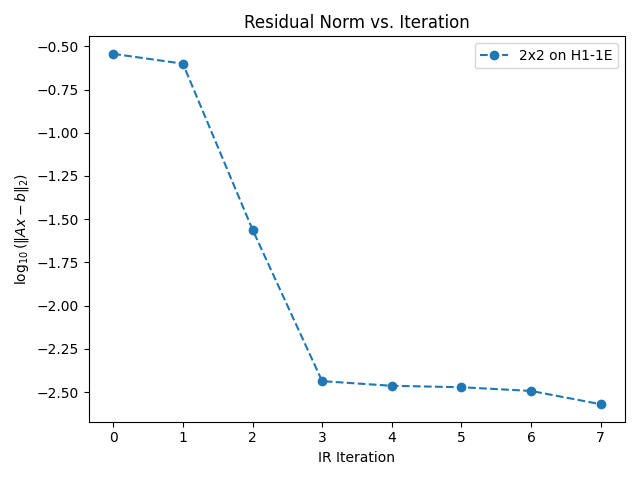 Residual Norm vs. Iteration
2x2 on H1-1E
−0.50
−0.75
−1.00
−1.25
−1.50
−1.75
−2.00
−2.25
−2.50
log₁₀(‖Ax − b‖₂)
0 1 2 3 4 5 6 7
IR Iteration